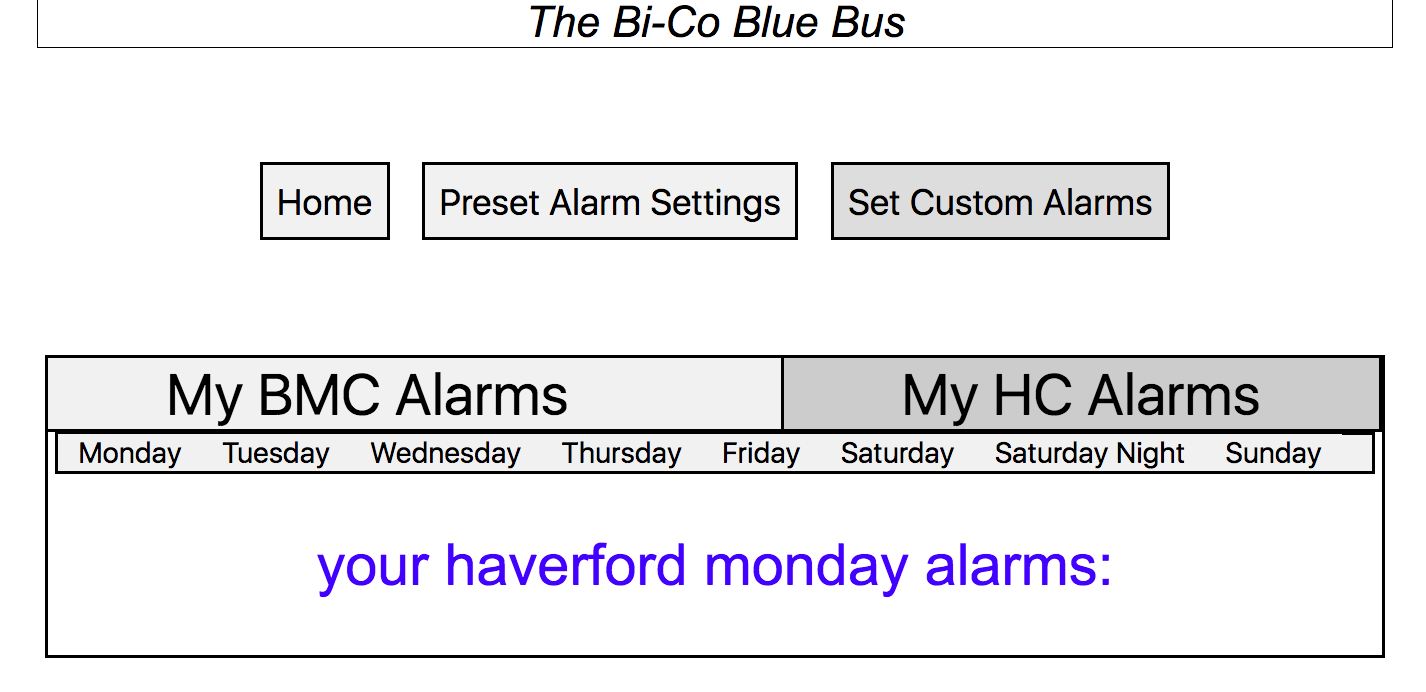 The Bi-Co Blue Bus
Home Preset Alarm Settings Set Custom Alarms
My BMC Alarms My HC Alarms
Monday Tuesday Wednesday Thursday Friday Saturday Saturday Night Sunday
your haverford monday alarms: